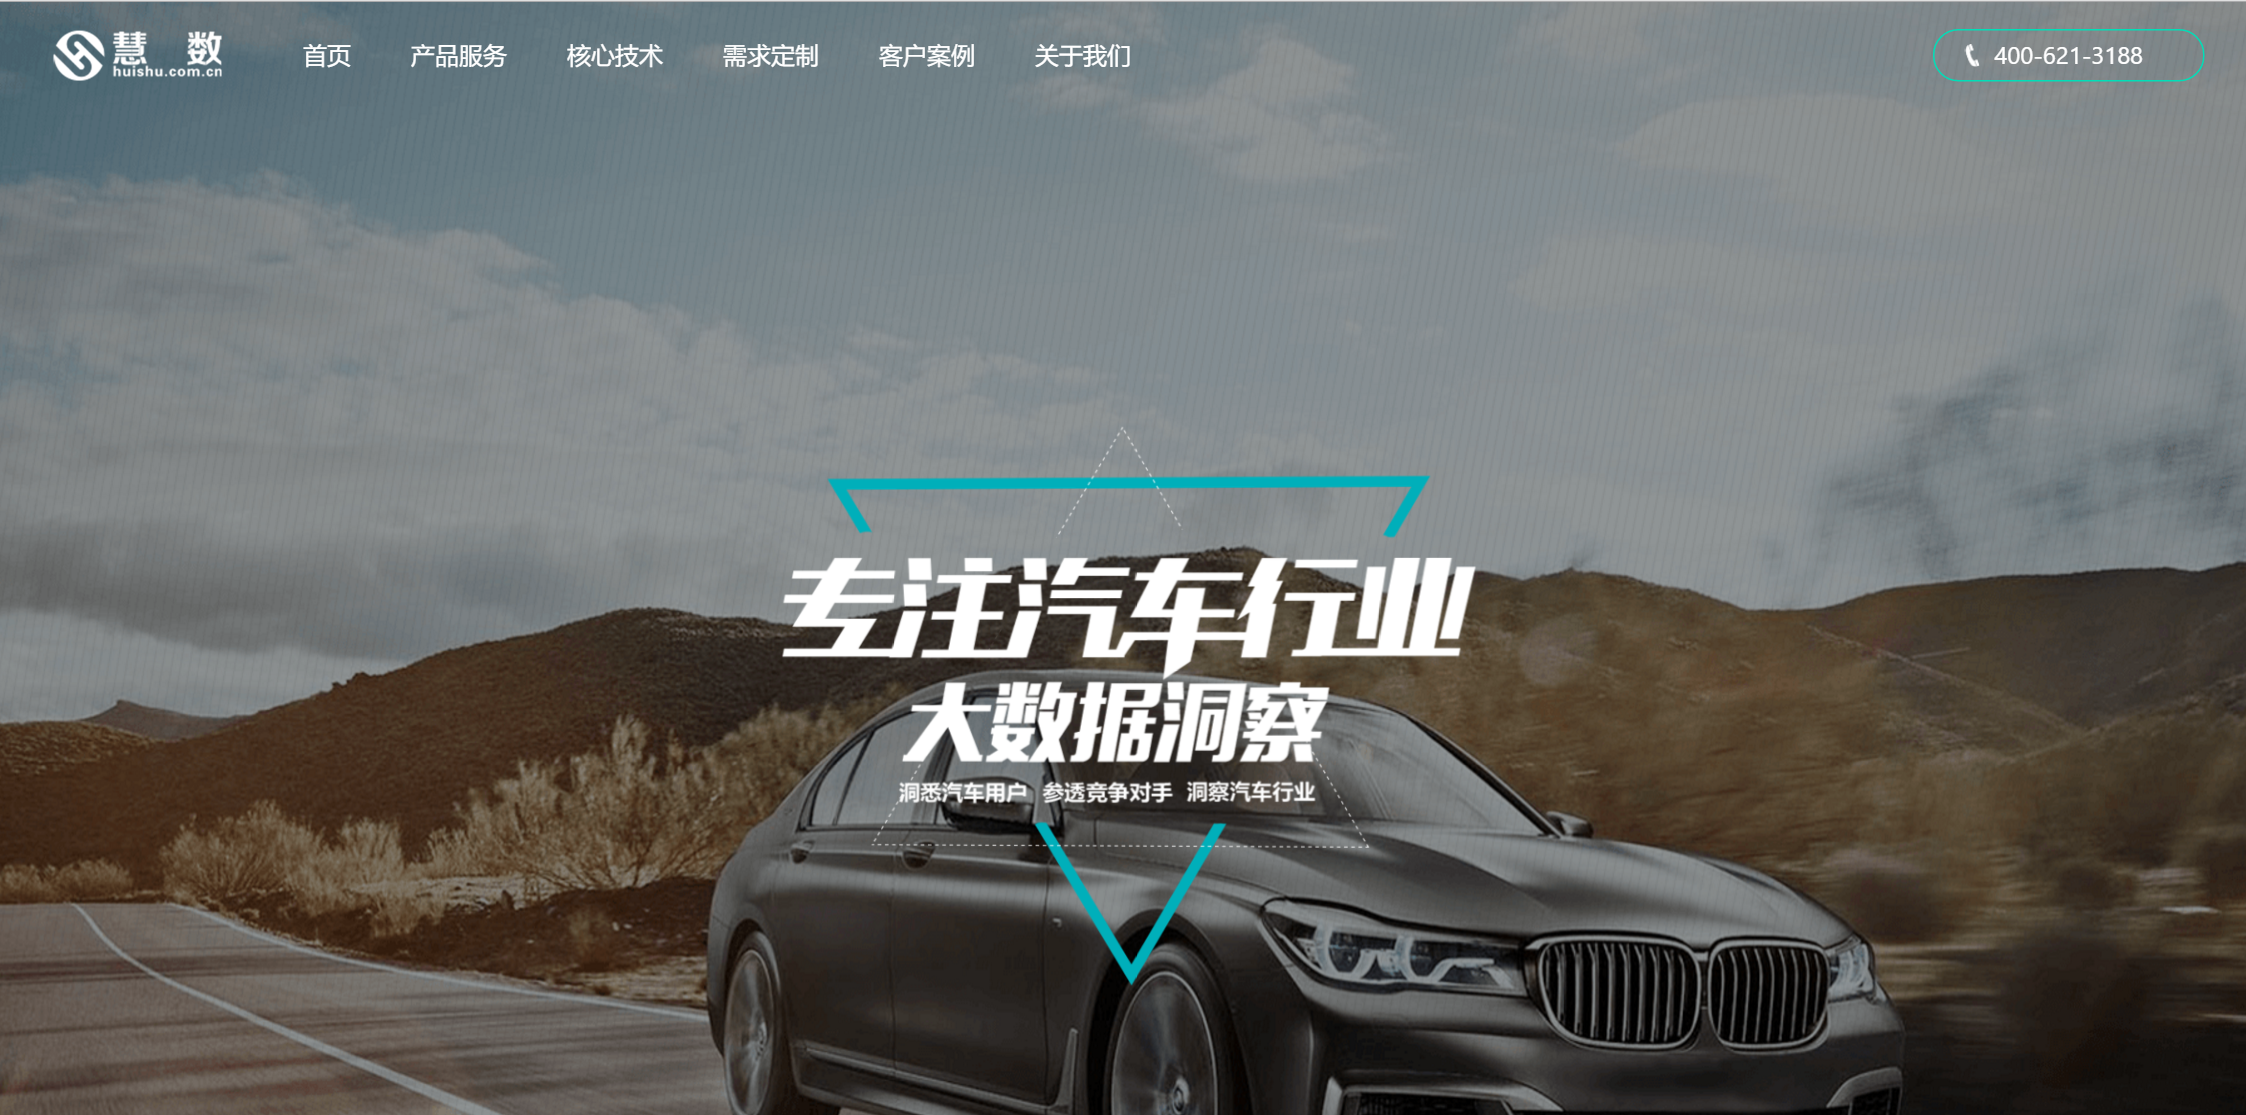 慧 数
huishu.com.cn
首页
产品服务
核心技术
需求定制
客户案例
关于我们
400-621-3188
专注汽车行业
大数据洞察
洞悉汽车用户 参透竞争对手 洞察汽车行业